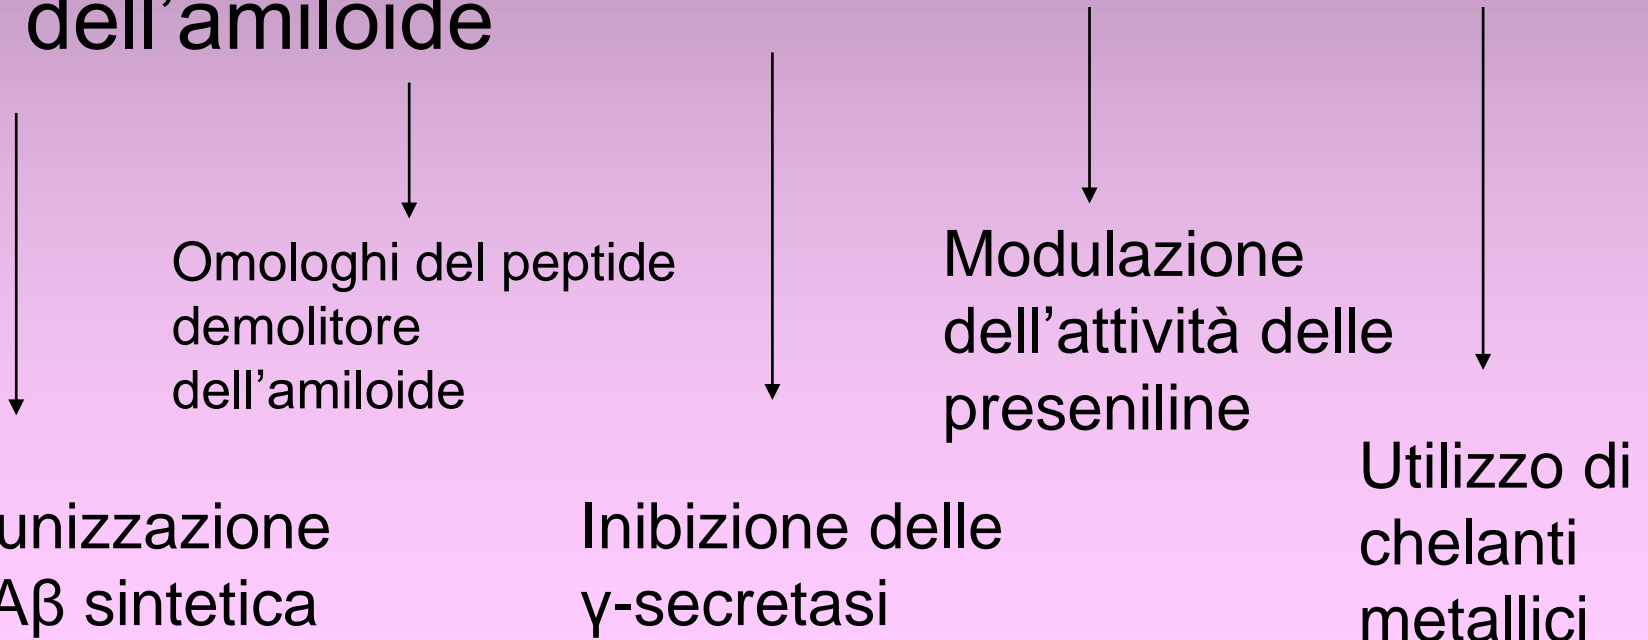 dell’amiloide
Omologhi del peptide
demolitore
dell’amiloide
Modulazione
dell’attività delle
preseniline
unizzazione
Aβ sintetica
Inibizione delle
γ-secretasi
Utilizzo di
chelanti
metallici